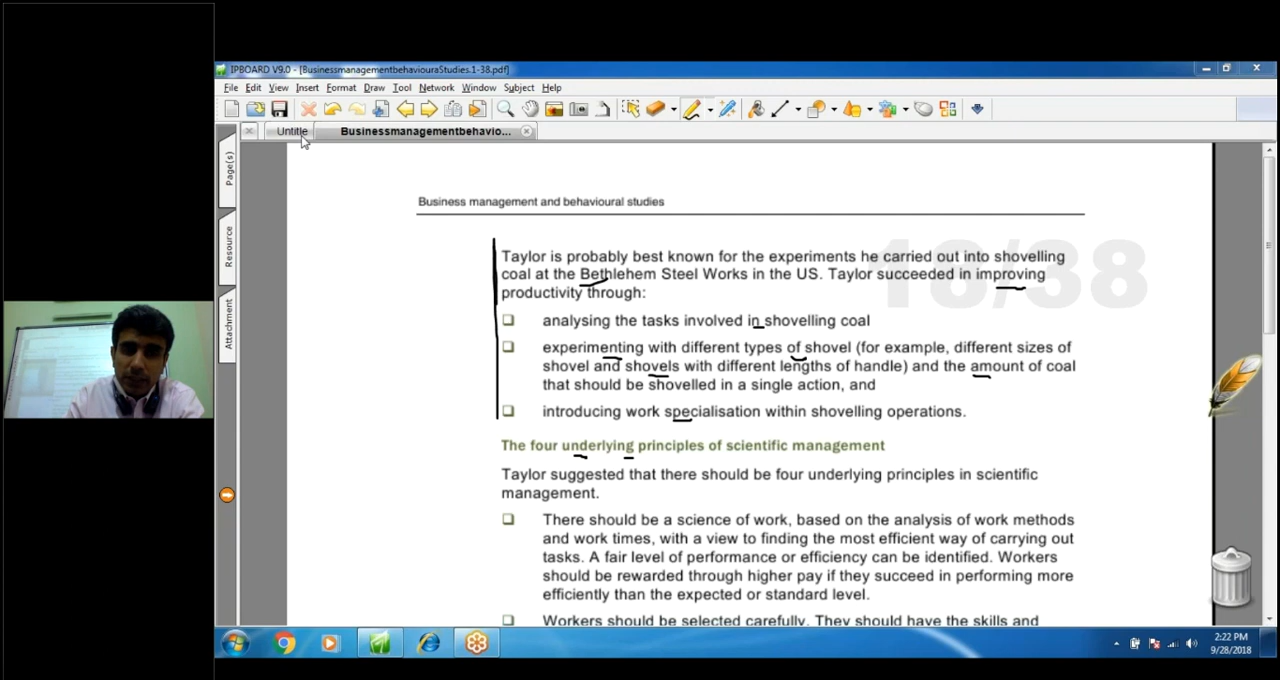 IPBOARD V9.0 - [BusinessmanagementbehaviouraStudies.1-38.pdf]
File Edit View Insert Format Draw Tool Network Window Subject Help
Untitle Businessmanagementbehavio...
Page(s)
Resource
Attachment
18/38
Business management and behavioural studies
Taylor is probably best known for the experiments he carried out into shovelling
coal at the Bethlehem Steel Works in the US. Taylor succeeded in improving
productivity through:
analysing the tasks involved in shovelling coal
experimenting with different types of shovel (for example, different sizes of
shovel and shovels with different lengths of handle) and the amount of coal
that should be shovelled in a single action, and
introducing work specialisation within shovelling operations.
The four underlying principles of scientific management
Taylor suggested that there should be four underlying principles in scientific
management.
There should be a science of work, based on the analysis of work methods
and work times, with a view to finding the most efficient way of carrying out
tasks. A fair level of performance or efficiency can be identified. Workers
should be rewarded through higher pay if they succeed in performing more
efficiently than the expected or standard level.
Workers should be selected carefully. They should have the skills and
2:22 PM
9/28/2018